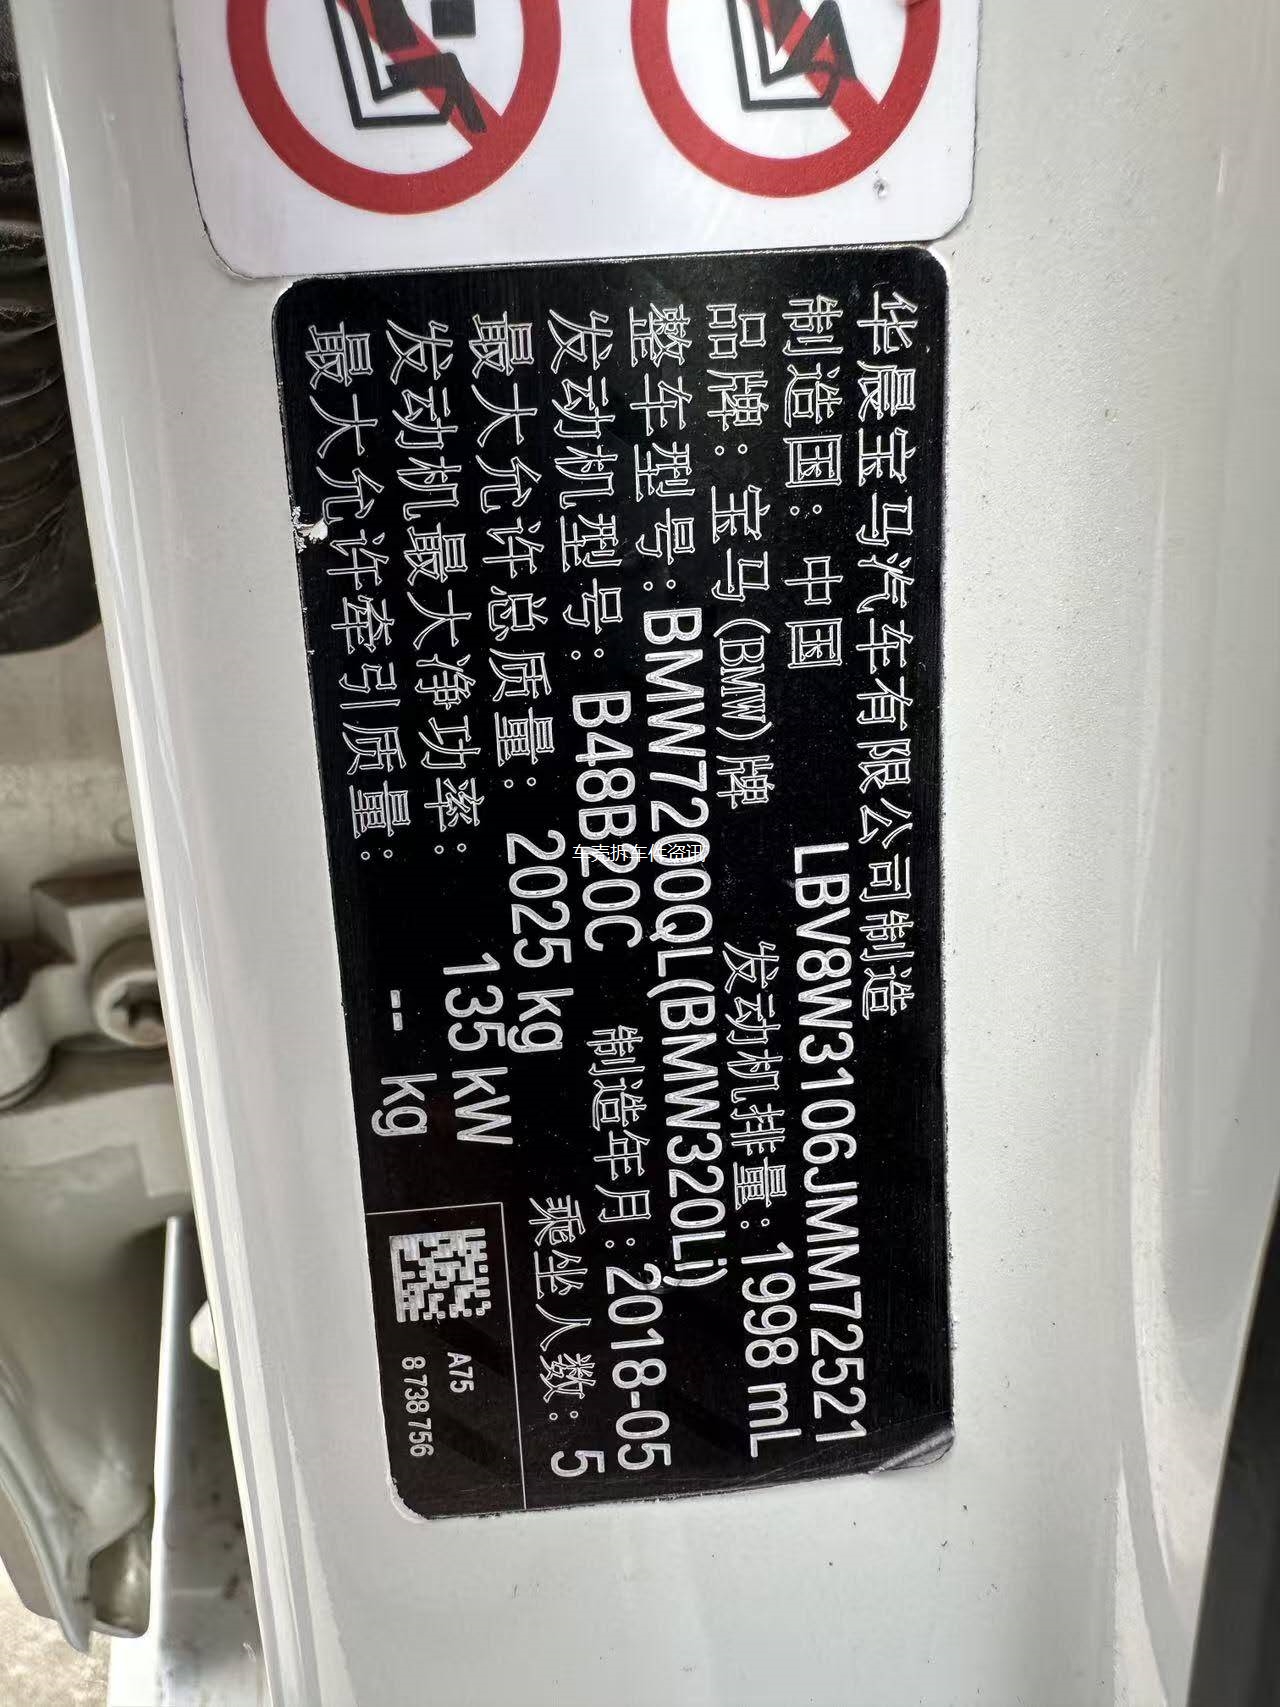 华晨宝马汽车有限公司制造
制造国：中国 LBV8W3106JMM72521
品牌：宝马(BMW)牌 发动机排量：1998 mL
整车型号：BMW7200QL(BMW320Li)
发动机型号：B48B20C 制造年月：2018-05
最大允许总质量：2025 kg 乘坐人数：5
发动机最大净功率：135 kW
最大允许牵引质量：-- kg
A75
8 738 756
车壳拆车件资讯